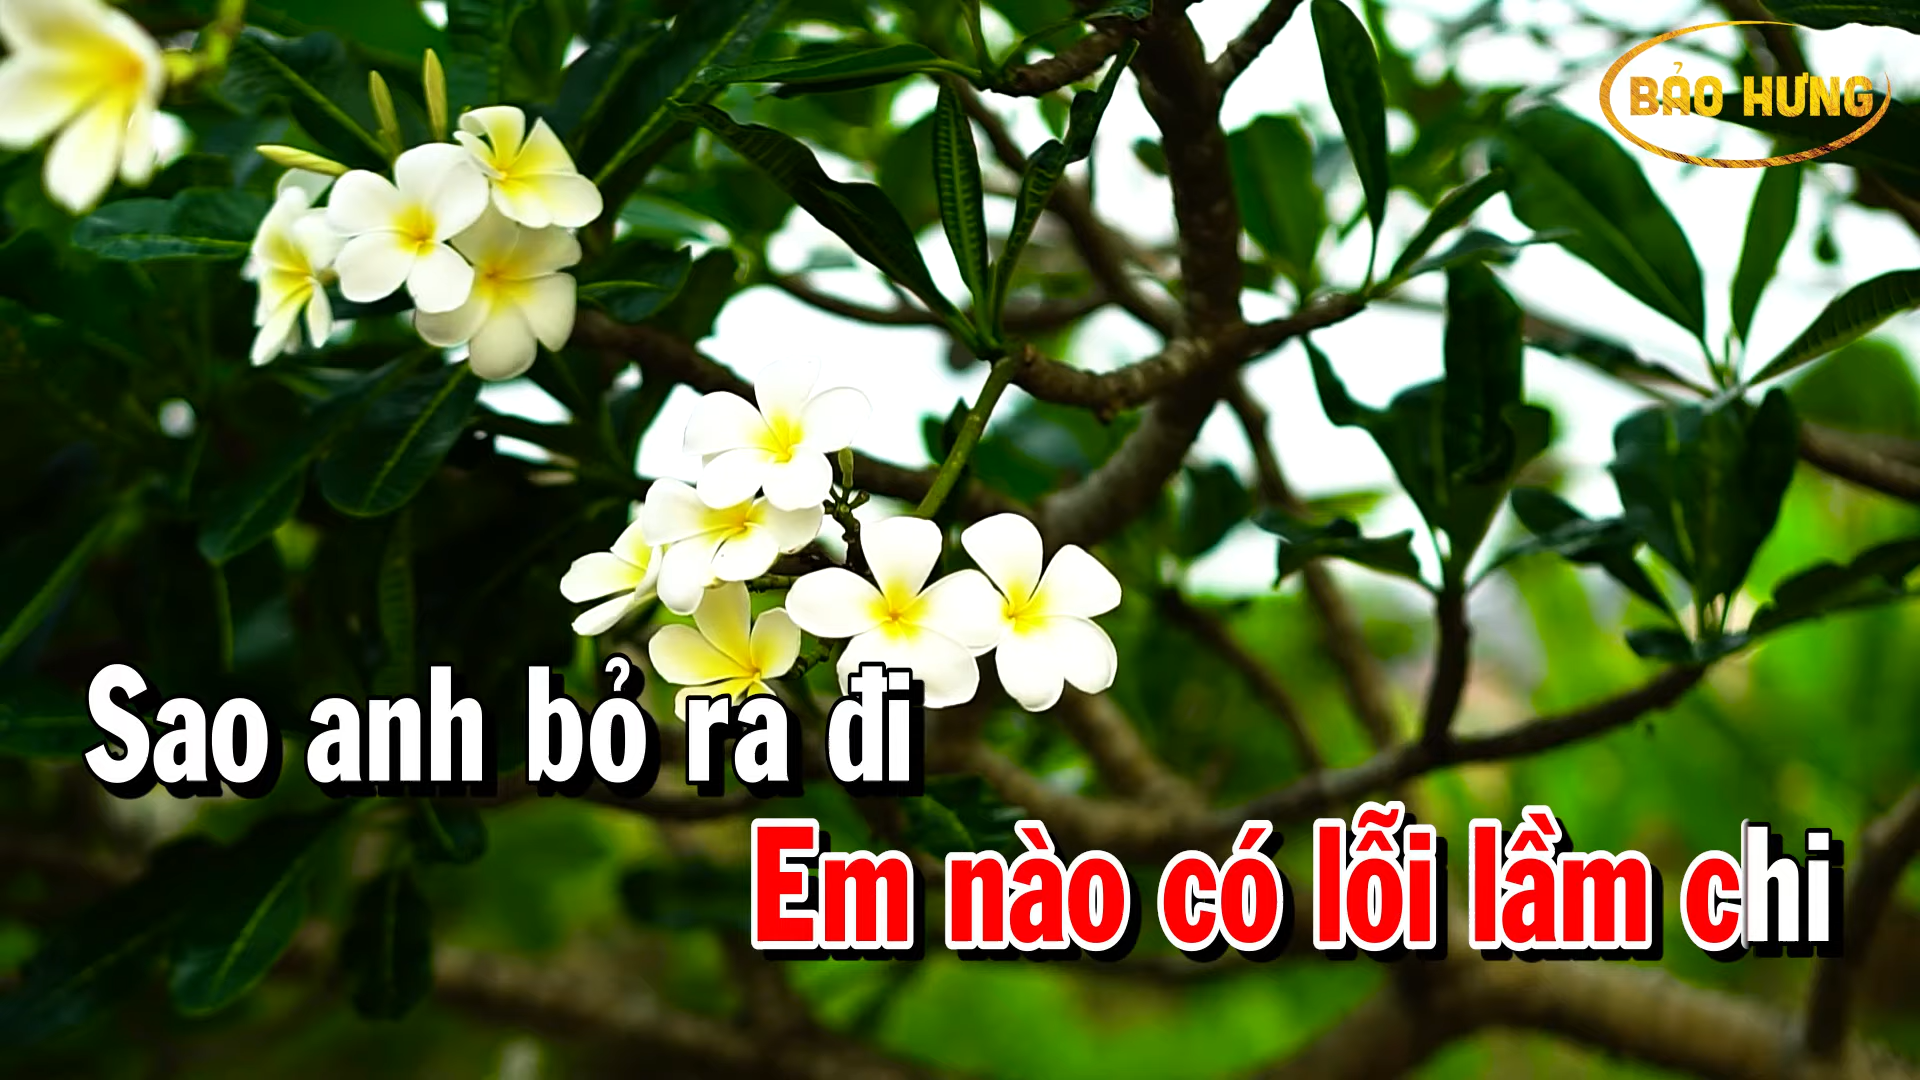 BẢO HƯNG
Sao anh bỏ ra đi
Em nào có lỗi lầm chi